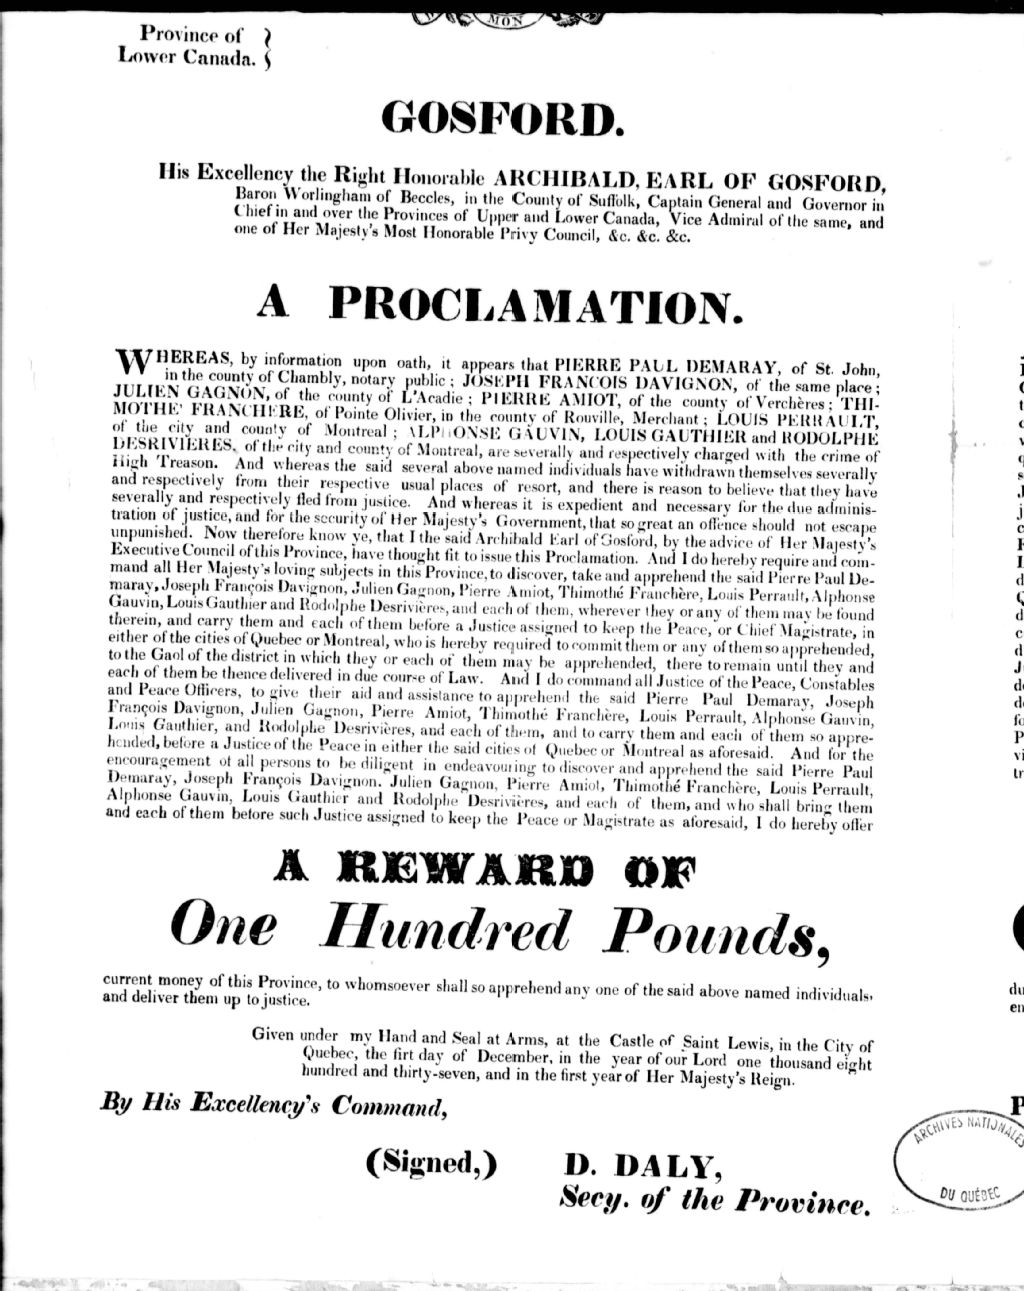 MON
Province of
Lower Canada.
GOSFORD.
His Excellency the Right Honorable ARCHIBALD, EARL OF GOSFORD,
Baron Worlingham of Beccles, in the County of Suffolk, Captain General and Governor in
Chief in and over the Provinces of Upper and Lower Canada, Vice Admiral of the same, and
one of Her Majesty's Most Honorable Privy Council, &c. &c. &c.
A PROCLAMATION.
WHEREAS, by information upon oath, it appears that PIERRE PAUL DEMARAY, of St. John,
in the county of Chambly, notary public; JOSEPH FRANCOIS DAVIGNON, of the same place;
JULIEN GAGNON, of the county of L'Acadie; PIERRE AMIOT, of the county of Verchères; THI-
MOTHE' FRANCHERE, of Pointe Olivier, in the county of Rouville, Merchant; LOUIS PERRAULT,
of the city and county of Montreal; ALPHONSE GAUVIN, LOUIS GAUTHIER and RODOLPHE
DESRIVIERES, of the city and county of Montreal, are severally and respectively charged with the crime of
High Treason. And whereas the said several above named individuals have withdrawn themselves severally
and respectively from their respective usual places of resort, and there is reason to believe that they have
severally and respectively fled from justice. And whereas it is expedient and necessary for the due adminis-
tration of justice, and for the security of Her Majesty's Government, that so great an offence should not escape
unpunished. Now therefore know ye, that I the said Archibald Earl of Gosford, by the advice of Her Majesty's
Executive Council of this Province, have thought fit to issue this Proclamation. And I do hereby require and com-
mand all Her Majesty's loving subjects in this Province, to discover, take and apprehend the said Pierre Paul De-
maray, Joseph François Davignon, Julien Gagnon, Pierre Amiot, Thimothé Franchère, Louis Perrault, Alphonse
Gauvin, Louis Gauthier and Rodolphe Desrivières, and each of them, wherever they or any of them may be found
therein, and carry them and each of them before a Justice assigned to keep the Peace, or Chief Magistrate, in
either of the cities of Quebec or Montreal, who is hereby required to commit them or any of them so apprehended,
to the Gaol of the district in which they or each of them may be apprehended, there to remain until they and
each of them be thence delivered in due course of Law. And I do command all Justice of the Peace, Constables
and Peace Officers, to give their aid and assistance to apprehend the said Pierre Paul Demaray, Joseph
François Davignon, Julien Gagnon, Pierre Amiot, Thimothé Franchère, Louis Perrault, Alphonse Gauvin,
Louis Gauthier, and Rodolphe Desrivières, and each of them, and to carry them and each of them so appre-
hended, before a Justice of the Peace in either the said cities of Quebec or Montreal as aforesaid. And for the
encouragement of all persons to be diligent in endeavouring to discover and apprehend the said Pierre Paul
Demaray, Joseph François Davignon, Julien Gagnon, Pierre Amiot, Thimothé Franchère, Louis Perrault,
Alphonse Gauvin, Louis Gauthier and Rodolphe Desrivières, and each of them, and who shall bring them
and each of them before such Justice assigned to keep the Peace or Magistrate as aforesaid, I do hereby offer
A REWARD OF
One Hundred Pounds,
current money of this Province, to whomsoever shall so apprehend any one of the said above named individuals,
and deliver them up to justice.
Given under my Hand and Seal at Arms, at the Castle of Saint Lewis, in the City of
Quebec, the firt day of December, in the year of our Lord one thousand eight
hundred and thirty-seven, and in the first year of Her Majesty's Reign.
By His Excellency's Command,
(Signed,) D. DALY,
Secy. of the Province.
ARCHIVES NATIONALES
DU QUÉBEC